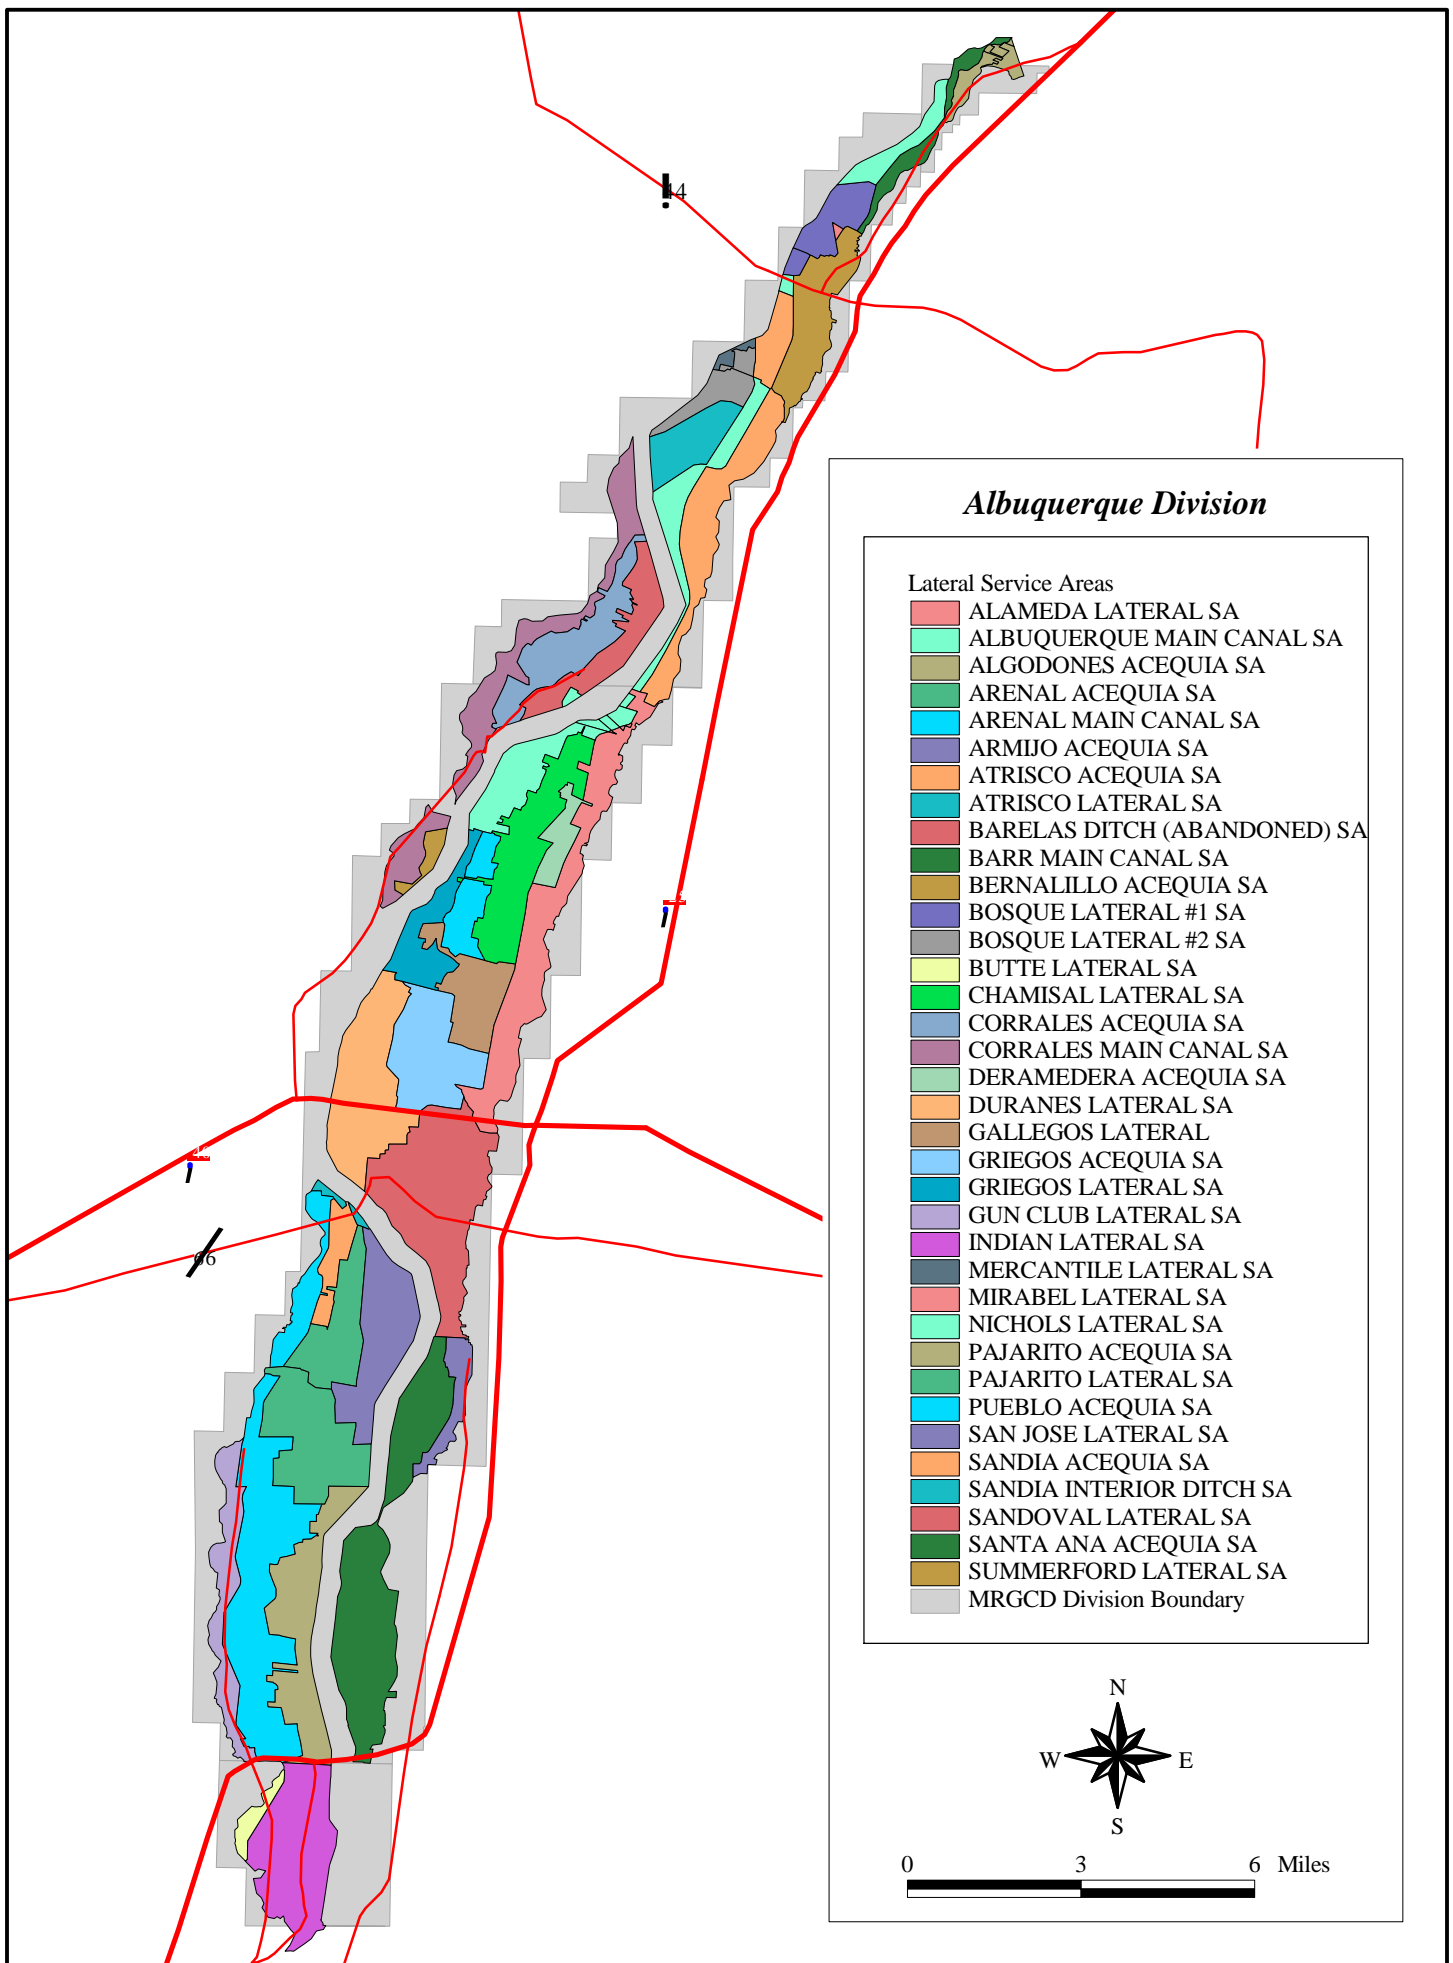 44
Albuquerque Division
Lateral Service Areas
ALAMEDA LATERAL SA
ALBUQUERQUE MAIN CANAL SA
ALGODONES ACEQUIA SA
ARENAL ACEQUIA SA
ARENAL MAIN CANAL SA
ARMIJO ACEQUIA SA
ATRISCO ACEQUIA SA
ATRISCO LATERAL SA
BARELAS DITCH (ABANDONED) SA
BARR MAIN CANAL SA
BERNALILLO ACEQUIA SA
BOSQUE LATERAL #1 SA
BOSQUE LATERAL #2 SA
BUTTE LATERAL SA
CHAMISAL LATERAL SA
CORRALES ACEQUIA SA
CORRALES MAIN CANAL SA
DERAMEDERA ACEQUIA SA
DURANES LATERAL SA
GALLEGOS LATERAL
GRIEGOS ACEQUIA SA
GRIEGOS LATERAL SA
GUN CLUB LATERAL SA
INDIAN LATERAL SA
MERCANTILE LATERAL SA
MIRABEL LATERAL SA
NICHOLS LATERAL SA
PAJARITO ACEQUIA SA
PAJARITO LATERAL SA
PUEBLO ACEQUIA SA
SAN JOSE LATERAL SA
SANDIA ACEQUIA SA
SANDIA INTERIOR DITCH SA
SANDOVAL LATERAL SA
SANTA ANA ACEQUIA SA
SUMMERFORD LATERAL SA
MRGCD Division Boundary
40
66
N
W E
S
0 3 6 Miles